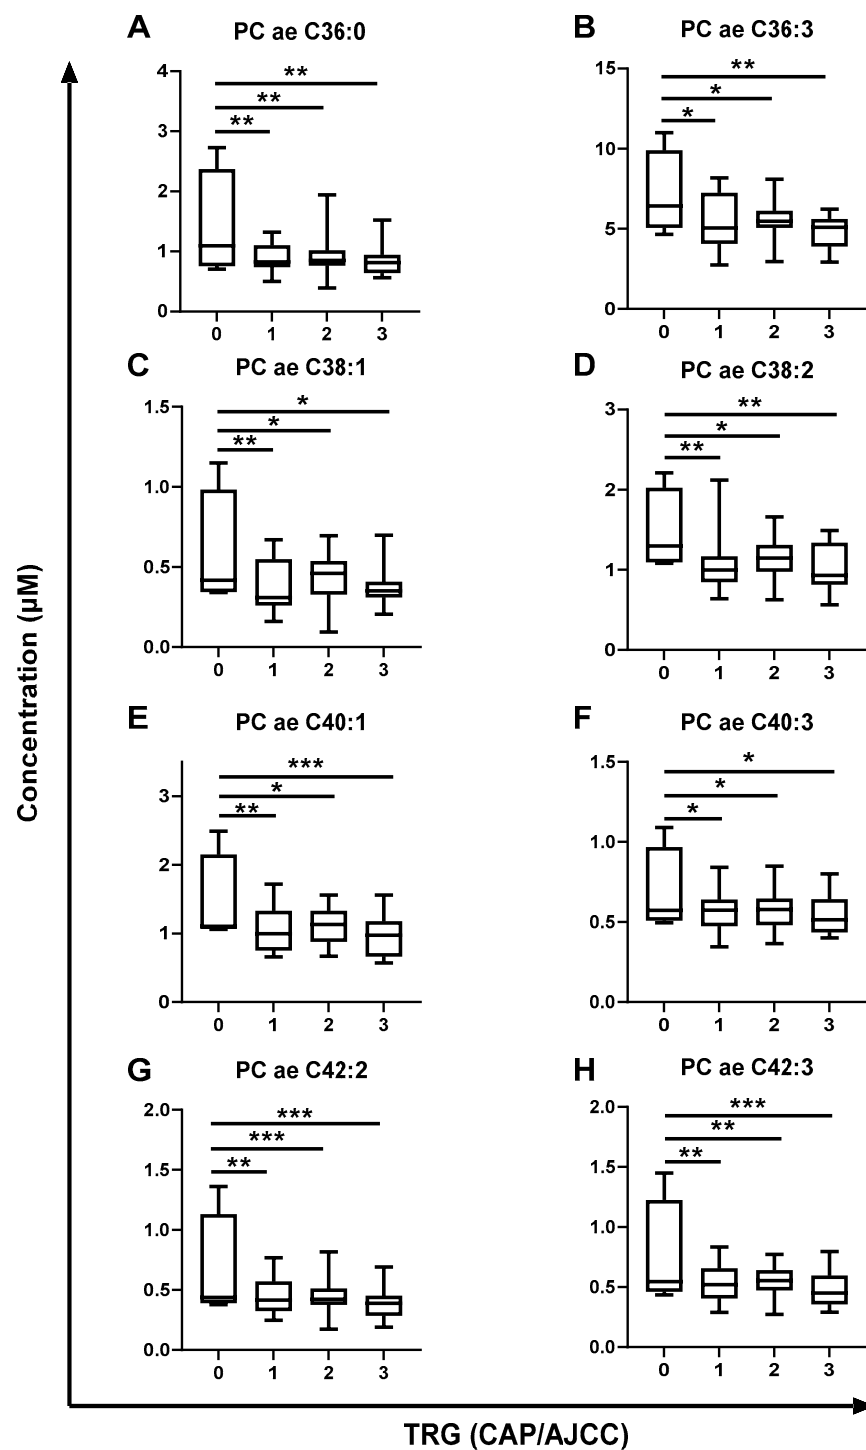 A
PC ae C36:0
4
3
2
1
0
**
**
**
0 1 2 3
B
PC ae C36:3
15
10
5
0
**
*
*
0 1 2 3
C
PC ae C38:1
1.5
1.0
0.5
0.0
*
*
**
0 1 2 3
D
PC ae C38:2
3
2
1
0
**
*
**
0 1 2 3
E
PC ae C40:1
3
2
1
0
***
*
**
0 1 2 3
F
PC ae C40:3
1.5
1.0
0.5
0.0
*
*
*
0 1 2 3
G
PC ae C42:2
2.0
1.5
1.0
0.5
0.0
***
***
**
0 1 2 3
H
PC ae C42:3
2.0
1.5
1.0
0.5
0.0
***
**
**
0 1 2 3
Concentration (µM)
TRG (CAP/AJCC)